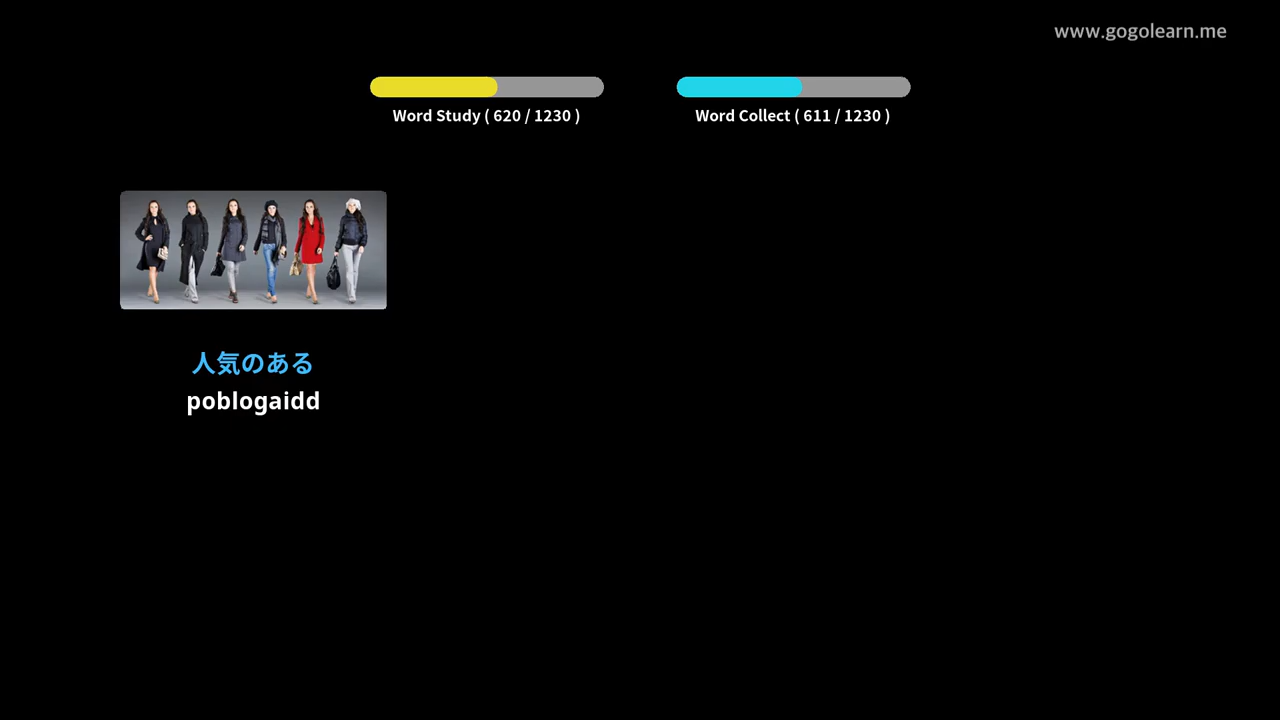 www.gogolearn.me
Word Study ( 620 / 1230 )
Word Collect ( 611 / 1230 )
人気のある
poblogaidd